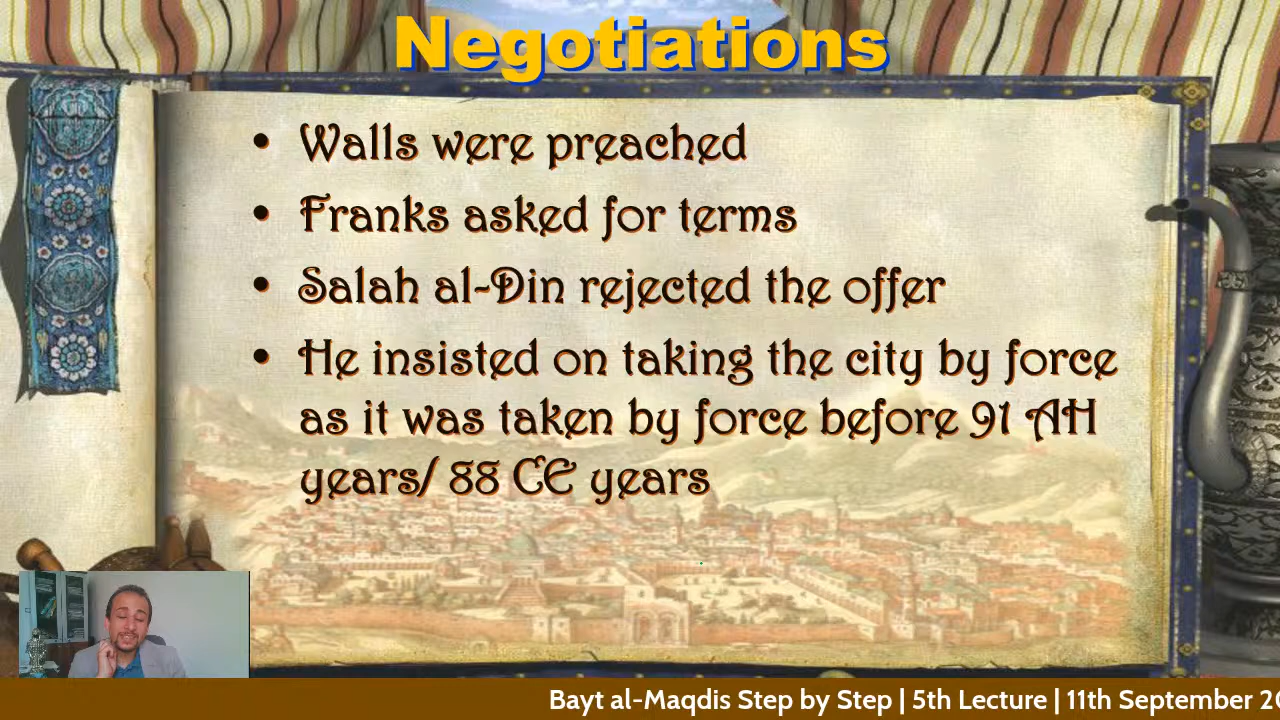 Negotiations
• Walls were preached
• Franks asked for terms
• Salah al-Din rejected the offer
• He insisted on taking the city by force
as it was taken by force before 91 AH
years/ 88 CE years
Bayt al-Maqdis Step by Step | 5th Lecture | 11th September